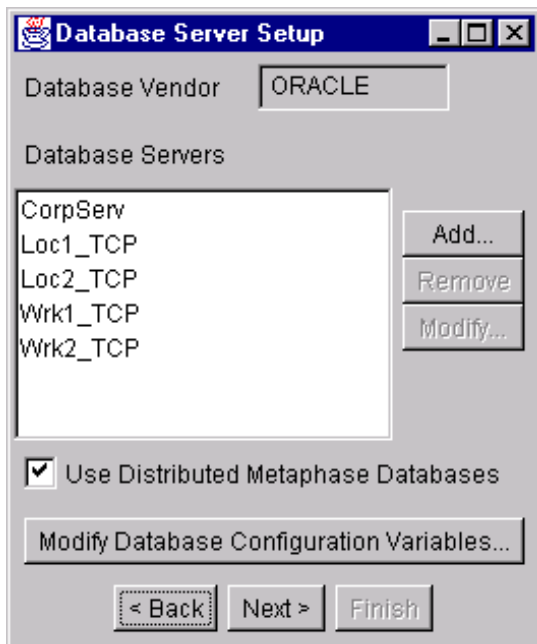 Database Server Setup
Database Vendor ORACLE
Database Servers
CorpServ
Loc1_TCP
Loc2_TCP
Wrk1_TCP
Wrk2_TCP
Add...
Remove
Modify...
Use Distributed Metaphase Databases
Modify Database Configuration Variables...
< Back Next > Finish